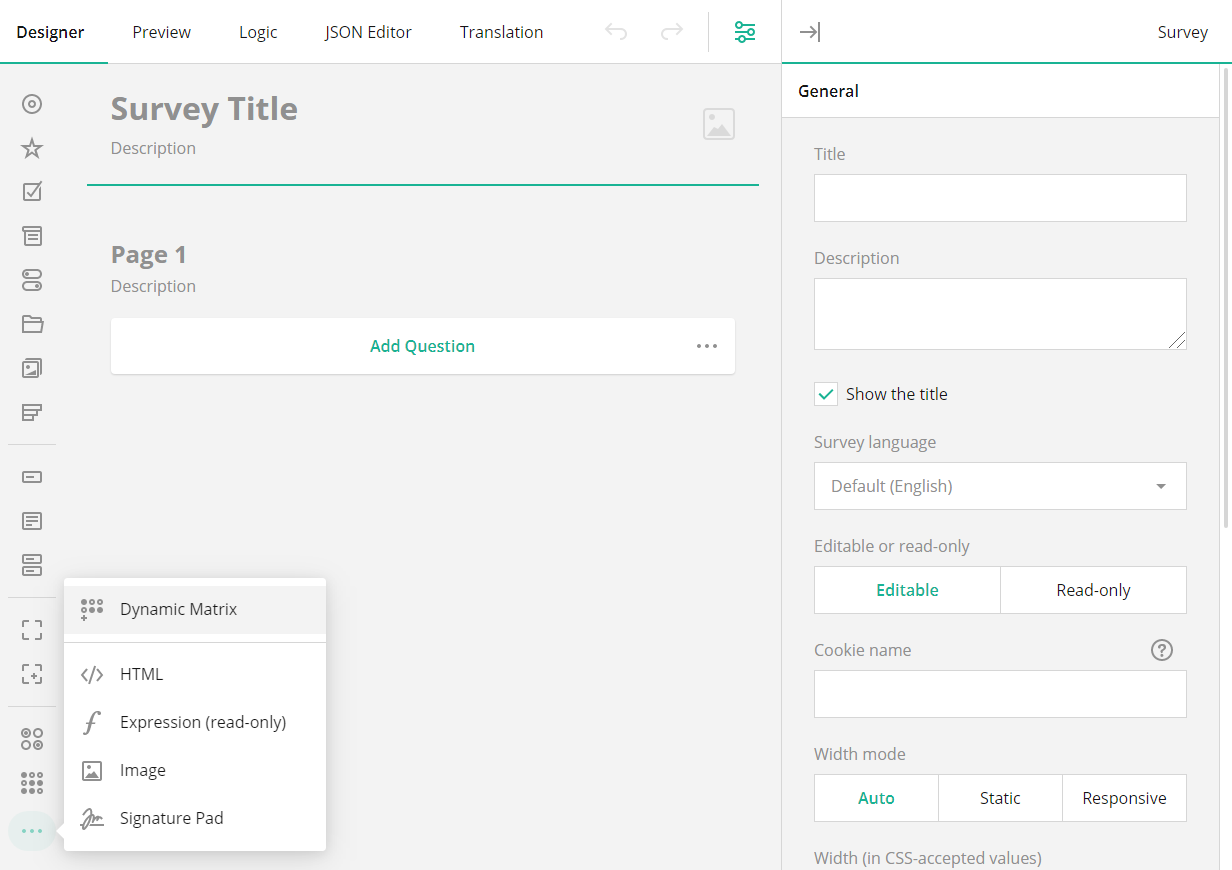 Designer Preview Logic JSON Editor Translation Survey
Survey Title
Description
Page 1
Description
Add Question
Dynamic Matrix
HTML
Expression (read-only)
Image
Signature Pad
General
Title
Description
Show the title
Survey language
Default (English)
Editable or read-only
Editable Read-only
Cookie name
Width mode
Auto Static Responsive
Width (in CSS-accepted values)